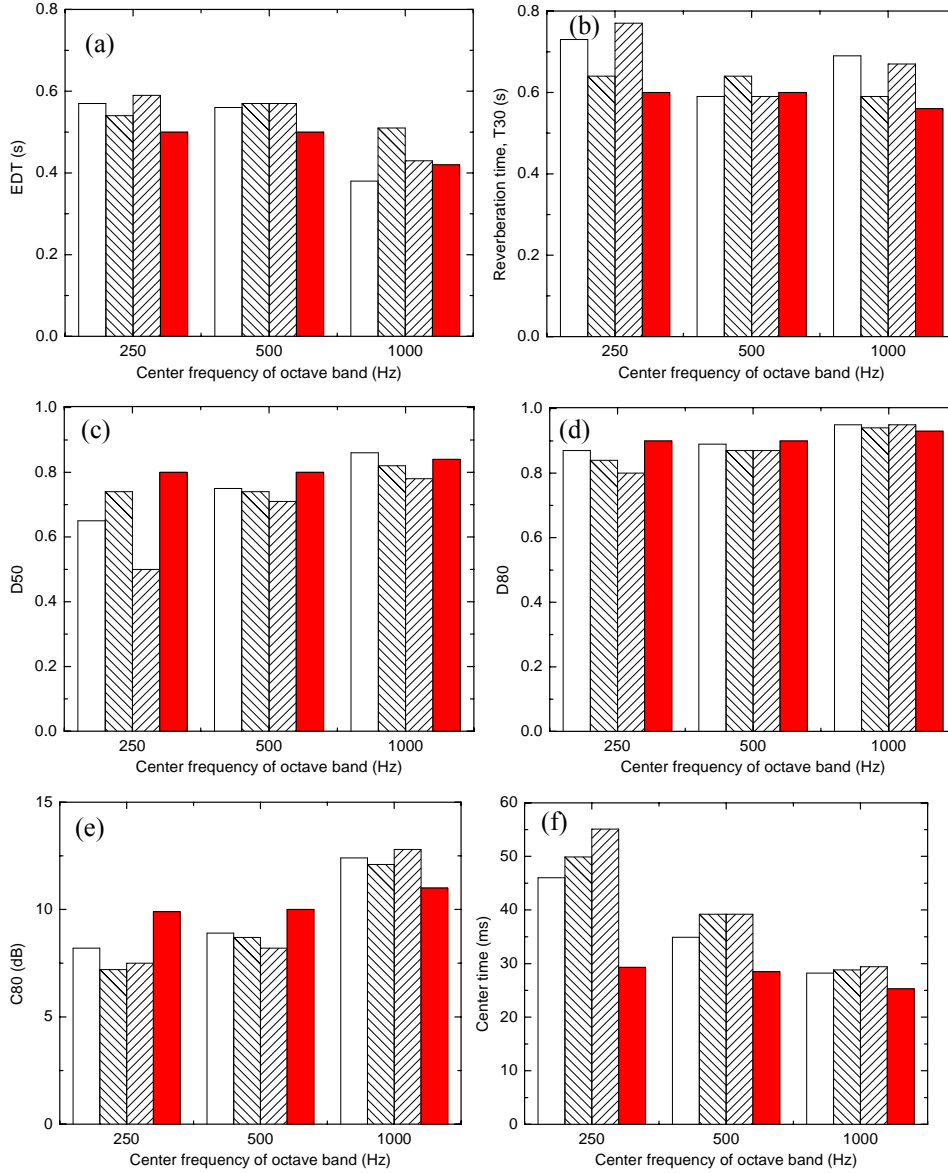 (a)
0.8
0.6
0.4
0.2
0.0
EDT (s)
250 500 1000
Center frequency of octave band (Hz)
(b)
0.8
0.6
0.4
0.2
0.0
Reverberation time, T30 (s)
250 500 1000
Center frequency of octave band (Hz)
(c)
1.0
0.8
0.6
0.4
0.2
0.0
D50
250 500 1000
Center frequency of octave band (Hz)
(d)
1.0
0.8
0.6
0.4
0.2
0.0
D80
250 500 1000
Center frequency of octave band (Hz)
(e)
15
10
5
0
C80 (dB)
250 500 1000
Center frequency of octave band (Hz)
(f)
60
50
40
30
20
10
0
Center time (ms)
250 500 1000
Center frequency of octave band (Hz)